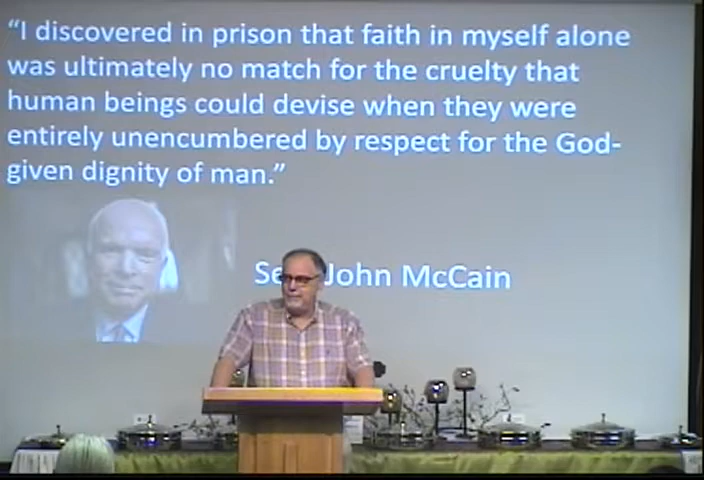 “I discovered in prison that faith in myself alone
was ultimately no match for the cruelty that
human beings could devise when they were
entirely unencumbered by respect for the God-
given dignity of man.”
Se John McCain